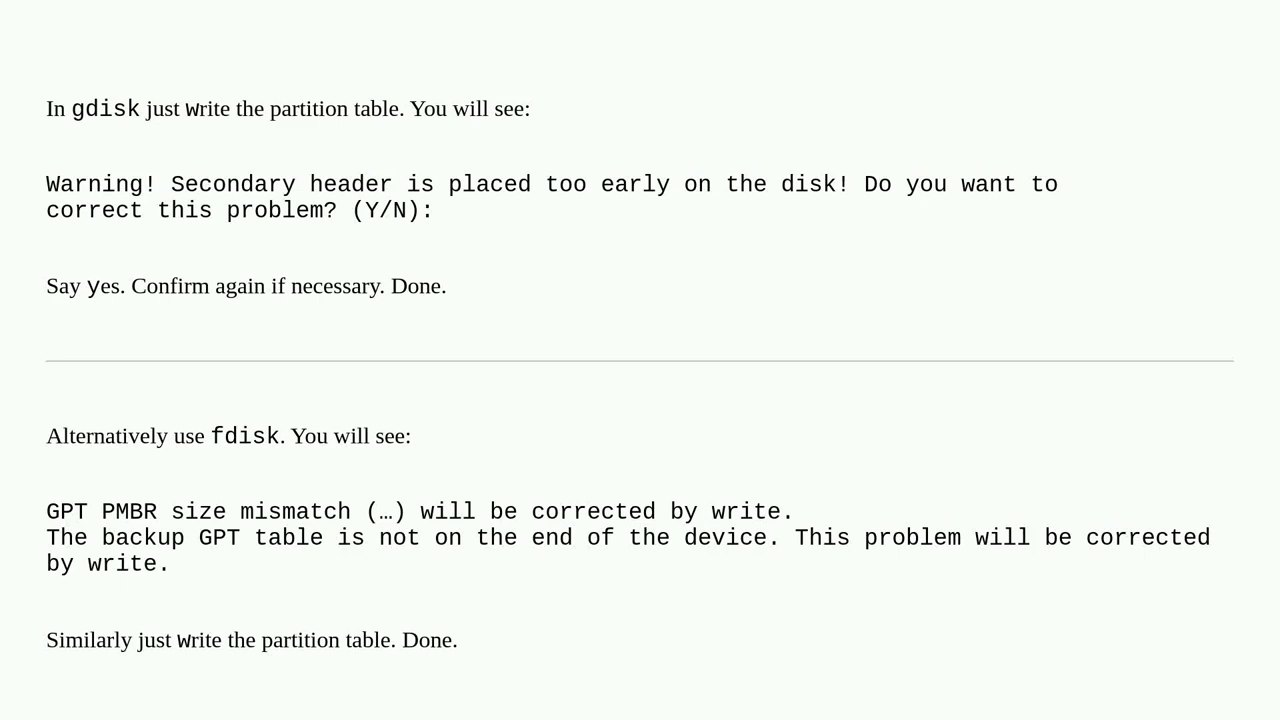 In gdisk just write the partition table. You will see:
Warning! Secondary header is placed too early on the disk! Do you want to
correct this problem? (Y/N):
Say yes. Confirm again if necessary. Done.
Alternatively use fdisk. You will see:
GPT PMBR size mismatch (…) will be corrected by write.
The backup GPT table is not on the end of the device. This problem will be corrected
by write.
Similarly just write the partition table. Done.